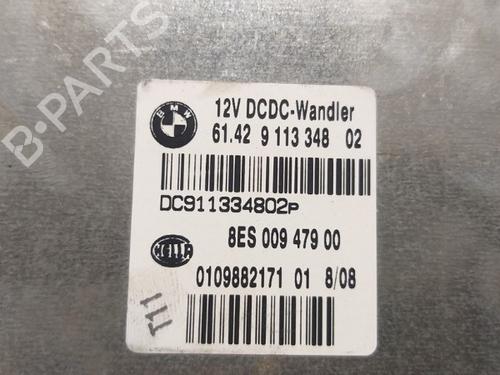 B-PARTS
BMW
12V DCDC-Wandler
61.42 9 113 348 02
DC911334802P
8ES 009 479 00
HELLA
0109882171 01 8/08
T11